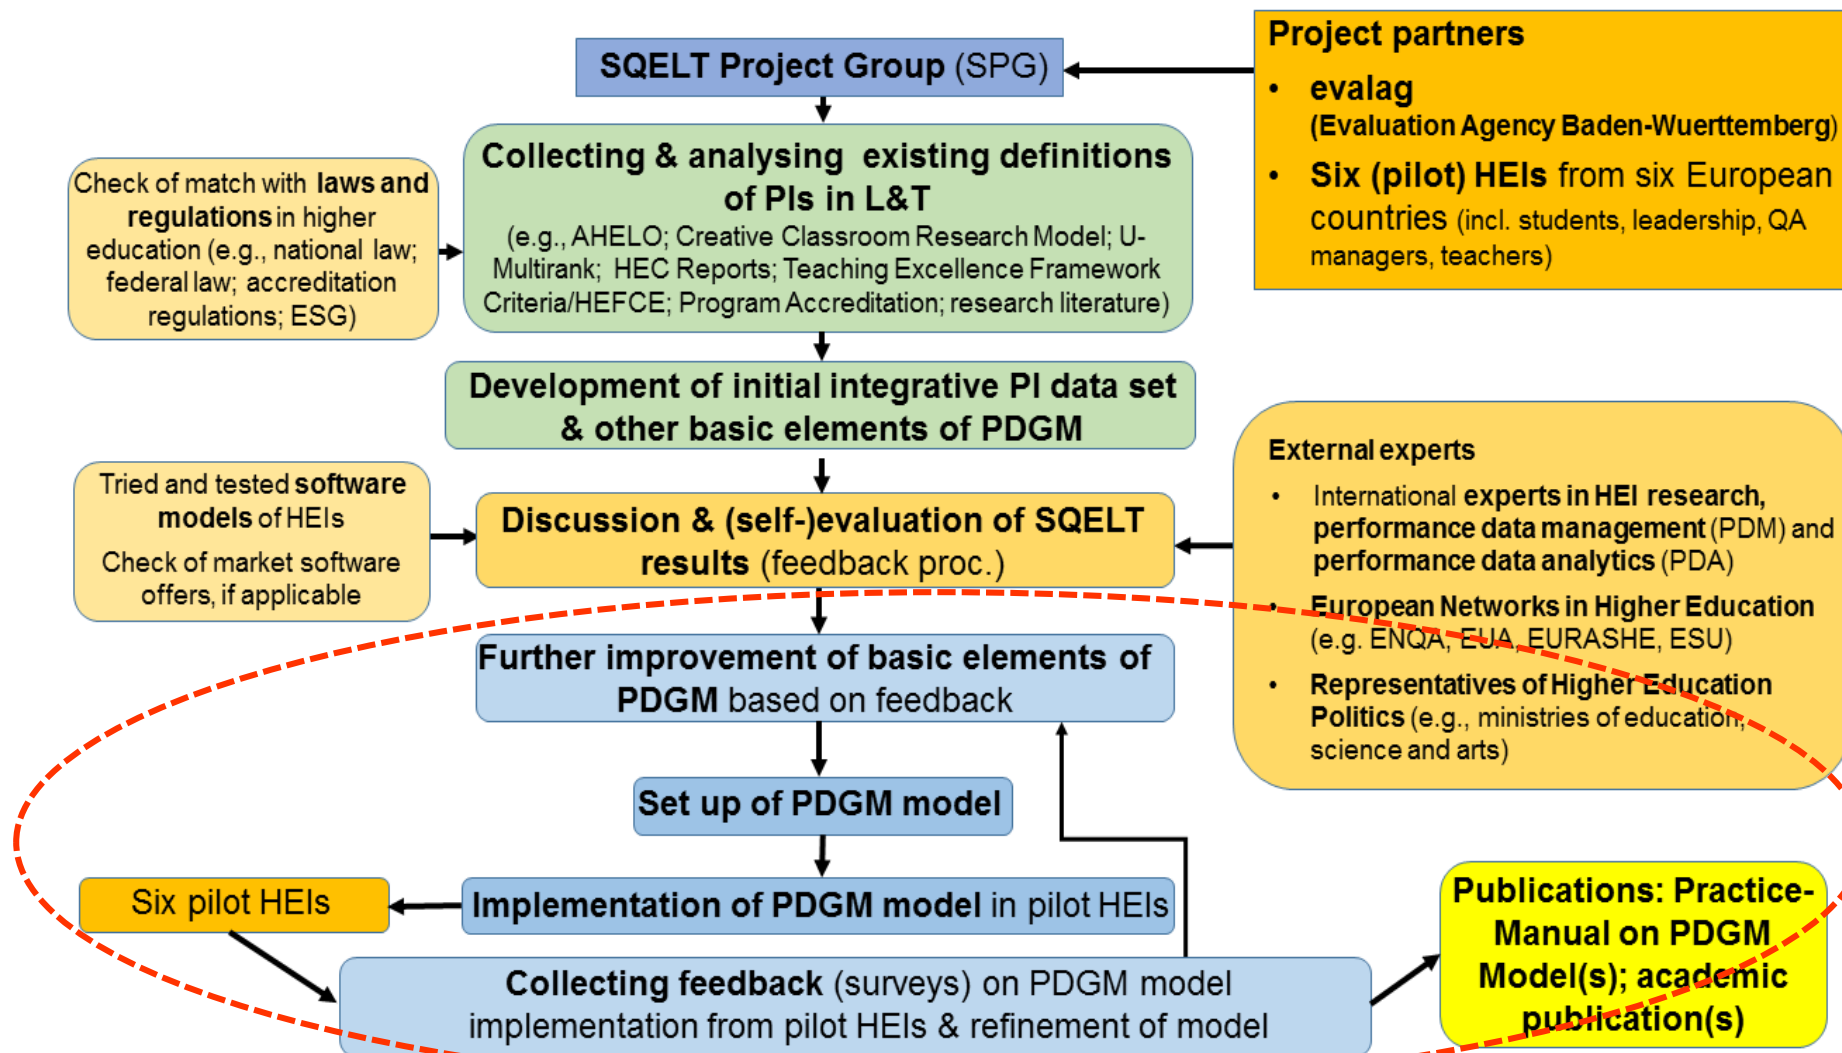 SQELT Project Group (SPG)
Project partners
• evalag
(Evaluation Agency Baden-Wuerttemberg)
• Six (pilot) HEIs from six European
countries (incl. students, leadership, QA
managers, teachers)
Collecting & analysing existing definitions
of PIs in L&T
(e.g., AHELO; Creative Classroom Research Model; U-
Multirank; HEC Reports; Teaching Excellence Framework
Criteria/HEFCE; Program Accreditation; research literature)
Check of match with laws and
regulations in higher
education (e.g., national law;
federal law; accreditation
regulations; ESG)
Development of initial integrative PI data set
& other basic elements of PDGM
Tried and tested software
models of HEIs
Check of market software
offers, if applicable
Discussion & (self-)evaluation of SQELT
results (feedback proc.)
External experts
• International experts in HEI research,
performance data management (PDM) and
performance data analytics (PDA)
• European Networks in Higher Education
(e.g. ENQA, EUA, EURASHE, ESU)
• Representatives of Higher Education
Politics (e.g., ministries of education,
science and arts)
Further improvement of basic elements of
PDGM based on feedback
Set up of PDGM model
Implementation of PDGM model in pilot HEIs
Six pilot HEIs
Collecting feedback (surveys) on PDGM model
implementation from pilot HEIs & refinement of model
Publications: Practice-
Manual on PDGM
Model(s); academic
publication(s)